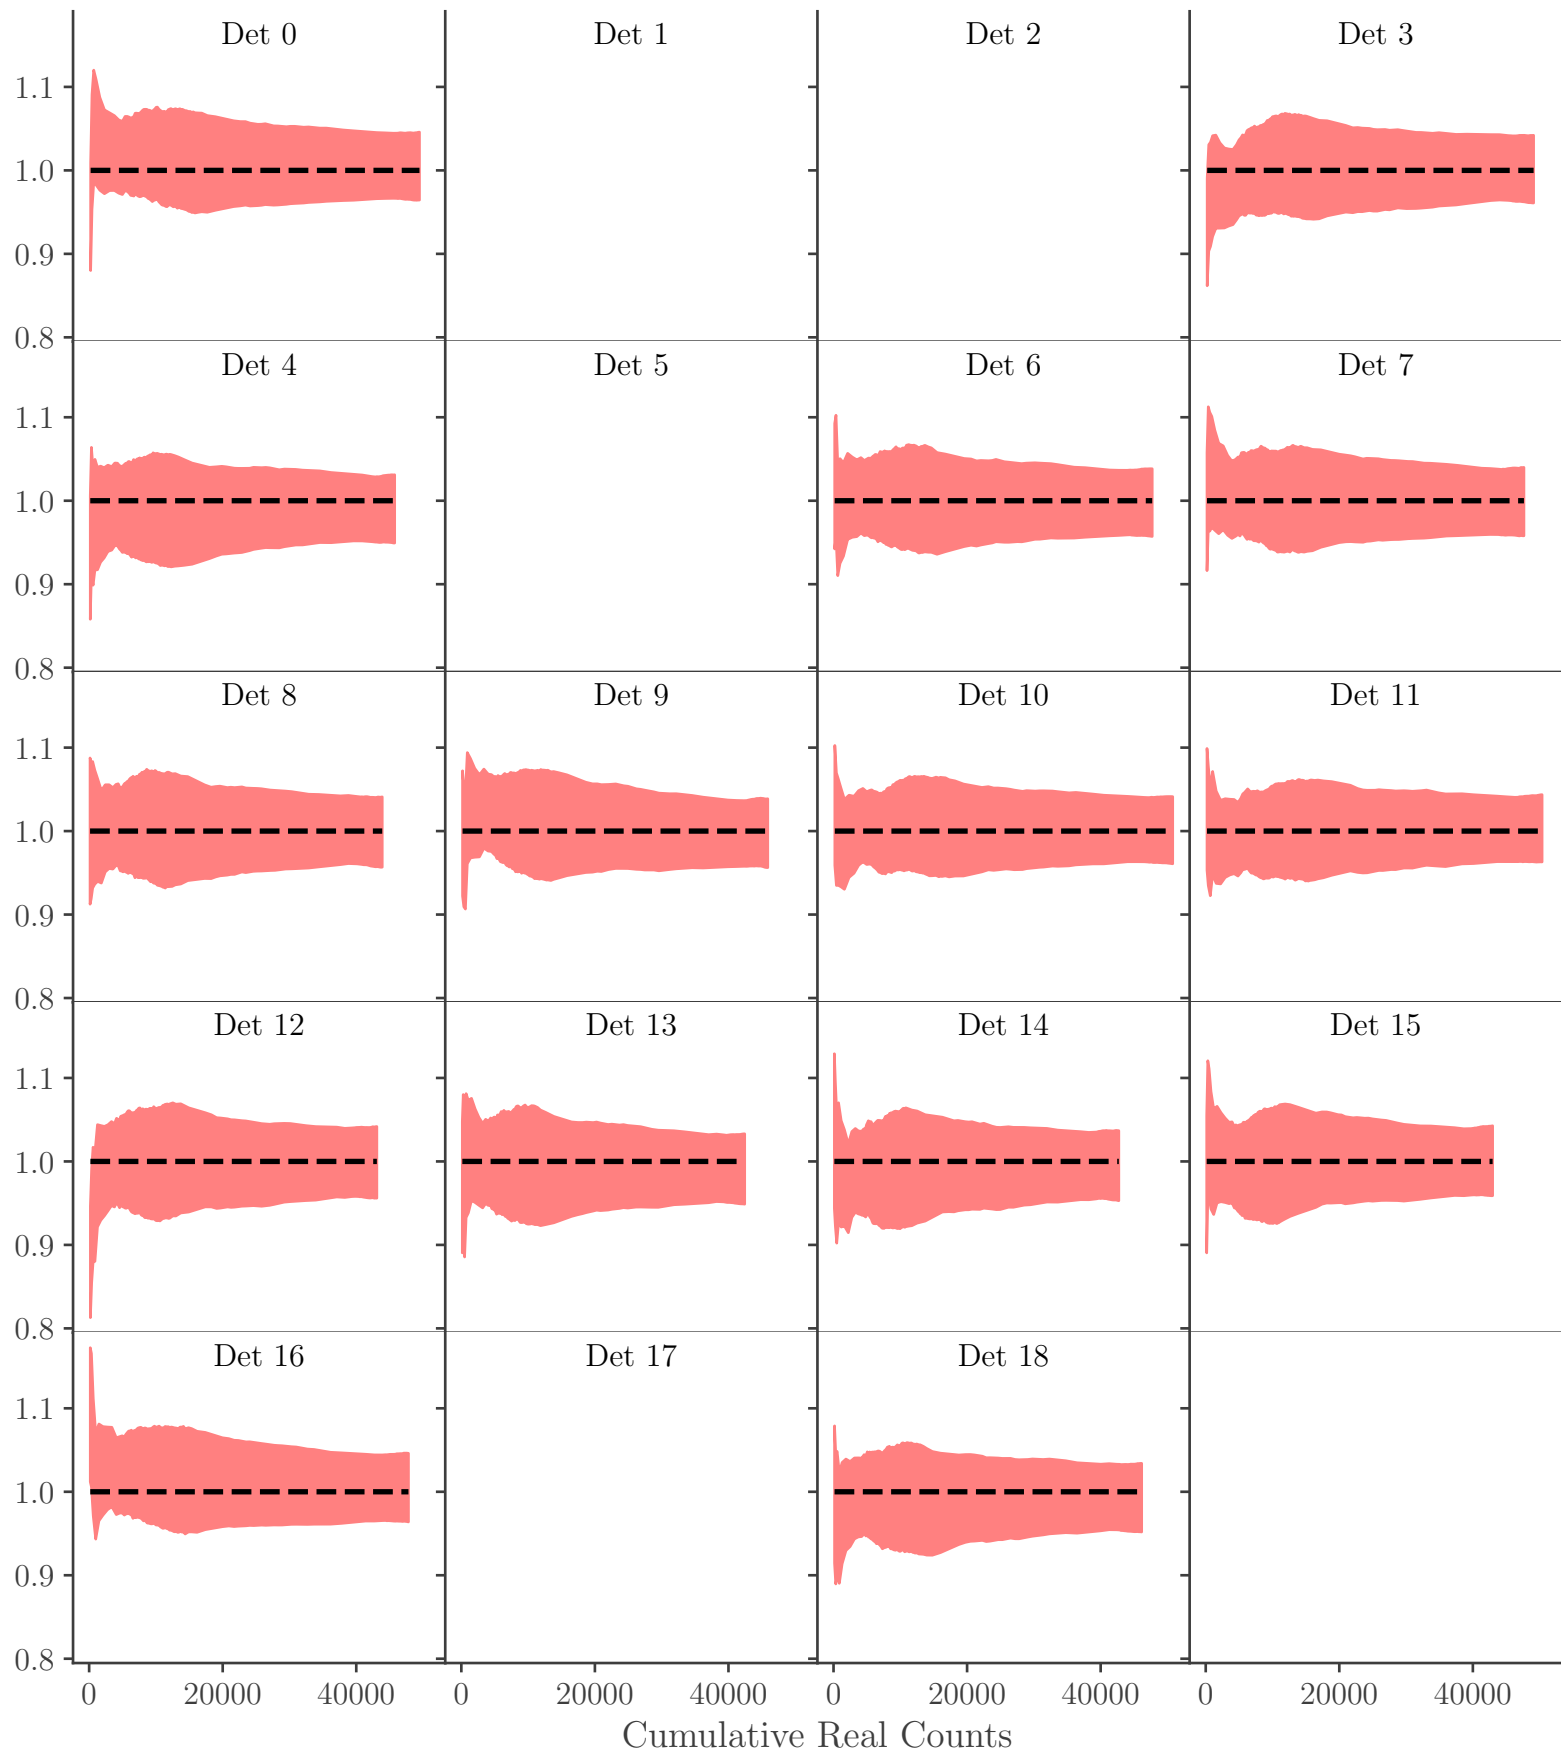 Det 0 Det 1 Det 2 Det 3
1.1
1.0
0.9
0.8
Det 4 Det 5 Det 6 Det 7
1.1
1.0
0.9
0.8
Det 8 Det 9 Det 10 Det 11
1.1
1.0
0.9
0.8
Det 12 Det 13 Det 14 Det 15
1.1
1.0
0.9
0.8
Det 16 Det 17 Det 18
1.1
1.0
0.9
0.8
0 20000 40000 0 20000 40000 0 20000 40000 0 20000 40000
Cumulative Real Counts